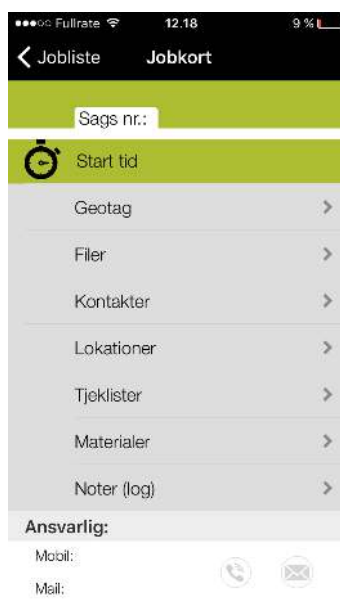 Fullrate 12.18 9 %
Jobliste Jobkort
Sags nr.:
Start tid
Geotag
Filer
Kontakter
Lokationer
Tjeklister
Materialer
Noter (log)
Ansvarlig:
Mobil:
Mail: